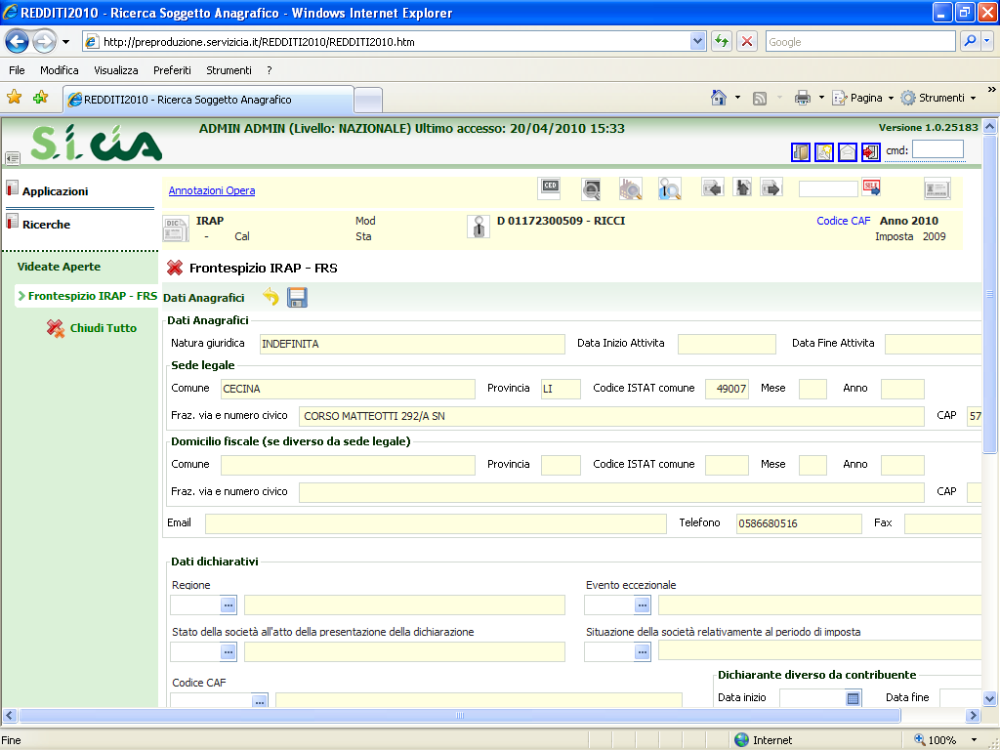 REDDITI2010 - Ricerca Soggetto Anagrafico - Windows Internet Explorer
http://preproduzione.servizicia.it/REDDITI2010/REDDITI2010.htm
Google
File Modifica Visualizza Preferiti Strumenti ?
REDDITI2010 - Ricerca Soggetto Anagrafico
Pagina Strumenti »
S.I. CIA
ADMIN ADMIN (Livello: NAZIONALE) Ultimo accesso: 20/04/2010 15:33
Versione 1.0.25183
cmd:
Applicazioni
Ricerche
Videate Aperte
Frontespizio IRAP - FRS
Chiudi Tutto
Annotazioni Opera
CED
SELF
DIC
IRAP Mod D 01172300509 - RICCI Codice CAF Anno 2010
- Cal Sta Imposta 2009
Frontespizio IRAP - FRS
Dati Anagrafici
Dati Anagrafici
Natura giuridica INDEFINITA Data Inizio Attivita Data Fine Attivita
Sede legale
Comune CECINA Provincia LI Codice ISTAT comune 49007 Mese Anno
Fraz. via e numero civico CORSO MATTEOTTI 292/A SN CAP 57
Domicilio fiscale (se diverso da sede legale)
Comune Provincia Codice ISTAT comune Mese Anno
Fraz. via e numero civico CAP
Email Telefono 0586680516 Fax
Dati dichiarativi
Regione Evento eccezionale
Stato della società all'atto della presentazione della dichiarazione Situazione della società relativamente al periodo di imposta
Codice CAF
Dichiarante diverso da contribuente
Data inizio Data fine
Fine Internet 100%